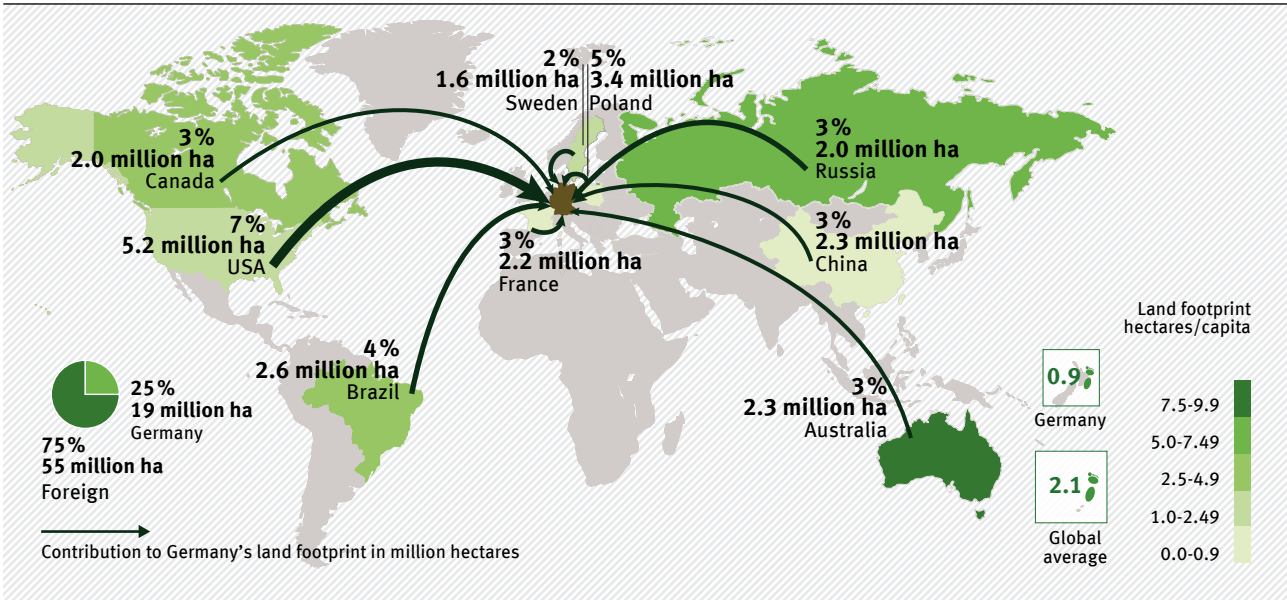 2%
1.6 million ha
Sweden
5%
3.4 million ha
Poland
3%
2.0 million ha
Canada
3%
2.0 million ha
Russia
7%
5.2 million ha
USA
3%
2.2 million ha
France
3%
2.3 million ha
China
4%
2.6 million ha
Brazil
3%
2.3 million ha
Australia
25%
19 million ha
Germany
75%
55 million ha
Foreign
Contribution to Germany's land footprint in million hectares
Land footprint
hectares/capita
0.9
Germany
2.1
Global
average
7.5-9.9
5.0-7.49
2.5-4.9
1.0-2.49
0.0-0.9